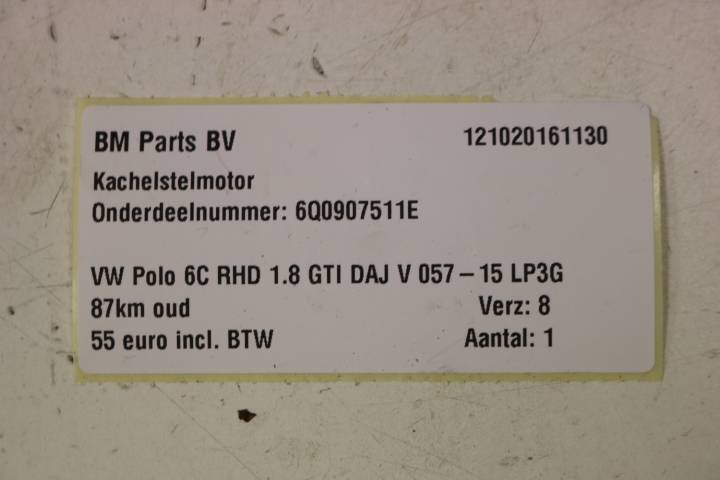 BM Parts BV 121020161130
Kachelstelmotor
Onderdeelnummer: 6Q0907511E
VW Polo 6C RHD 1.8 GTI DAJ V 057 – 15 LP3G
87km oud Verz: 8
55 euro incl. BTW Aantal: 1